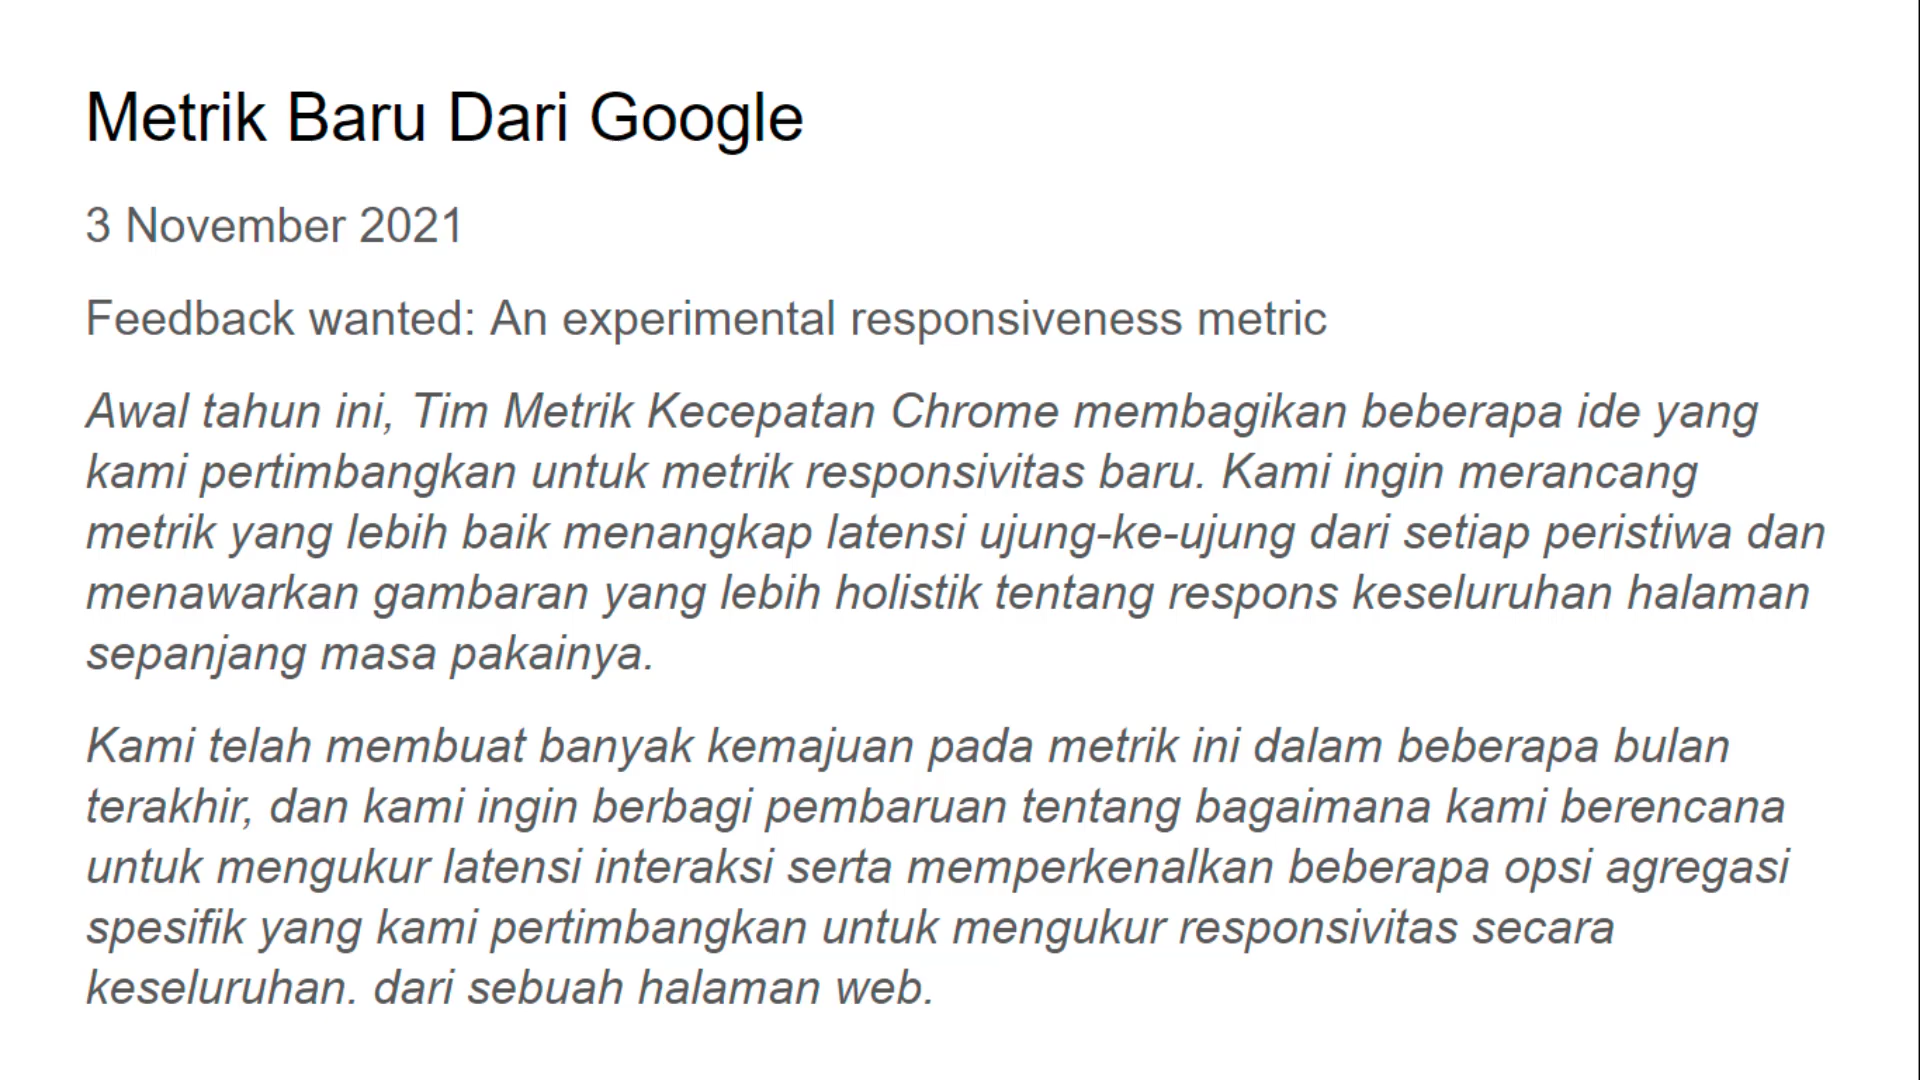 Metrik Baru Dari Google
3 November 2021
Feedback wanted: An experimental responsiveness metric
Awal tahun ini, Tim Metrik Kecepatan Chrome membagikan beberapa ide yang
kami pertimbangkan untuk metrik responsivitas baru. Kami ingin merancang
metrik yang lebih baik menangkap latensi ujung-ke-ujung dari setiap peristiwa dan
menawarkan gambaran yang lebih holistik tentang respons keseluruhan halaman
sepanjang masa pakainya.
Kami telah membuat banyak kemajuan pada metrik ini dalam beberapa bulan
terakhir, dan kami ingin berbagi pembaruan tentang bagaimana kami berencana
untuk mengukur latensi interaksi serta memperkenalkan beberapa opsi agregasi
spesifik yang kami pertimbangkan untuk mengukur responsivitas secara
keseluruhan. dari sebuah halaman web.